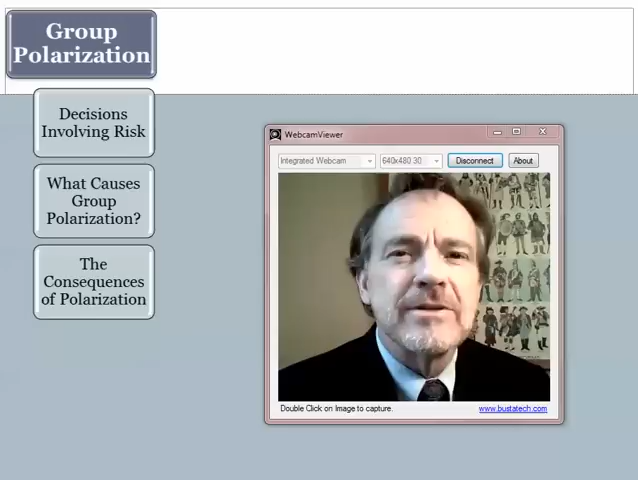 Group
Polarization
Decisions
Involving Risk
What Causes
Group
Polarization?
The
Consequences
of Polarization
WebcamViewer
Integrated Webcam
640x480 30
Disconnect
About
Double Click on Image to capture.
www.bustatech.com